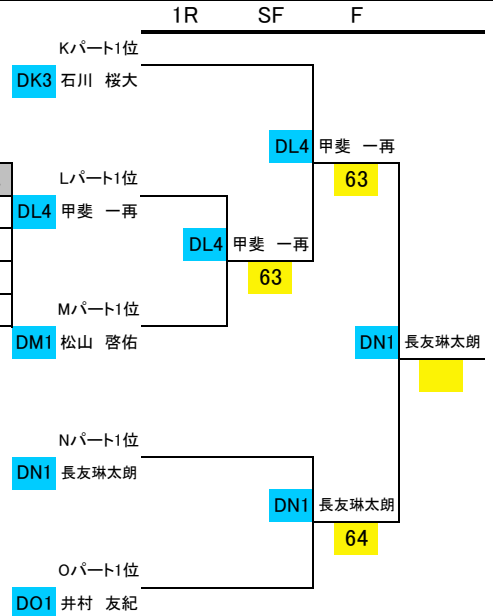 1R SF F
Kパート1位
DK3 石川 桜大
DL4 甲斐 一再
63
Lパート1位
DL4 甲斐 一再
DL4 甲斐 一再
63
Mパート1位
DM1 松山 啓佑
DN1 長友琳太朗
Nパート1位
DN1 長友琳太朗
DN1 長友琳太朗
64
Oパート1位
DO1 井村 友紀